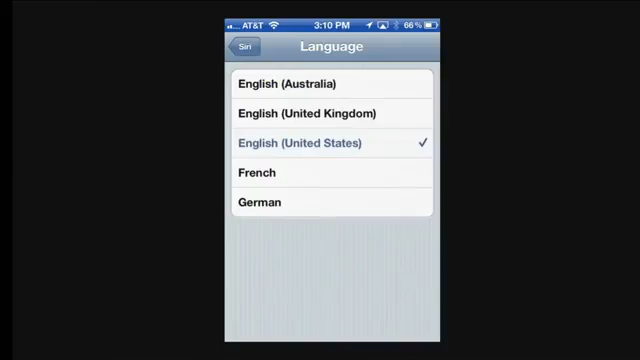 AT&T 3:10 PM 66%
Siri Language
English (Australia)
English (United Kingdom)
English (United States)
French
German